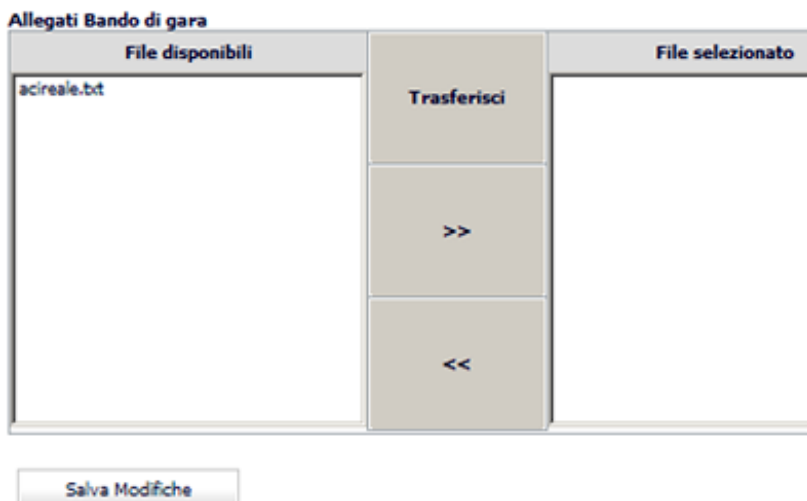 Allegati Bando di gara
File disponibili
Trasferisci
File selezionato
acireale.txt
>>
<<
Salva Modifiche